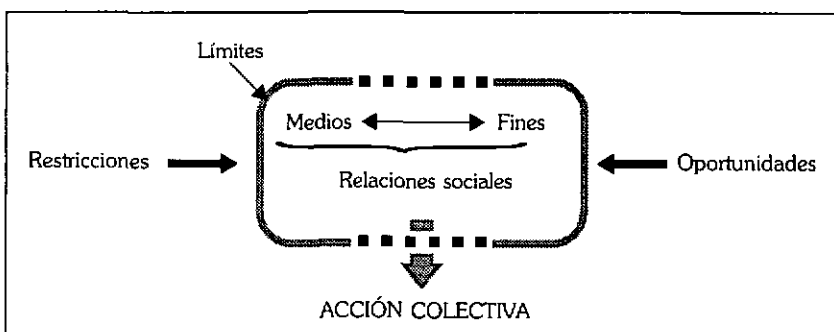 Límites
Medios Fines
Restricciones Oportunidades
Relaciones sociales
ACCIÓN COLECTIVA